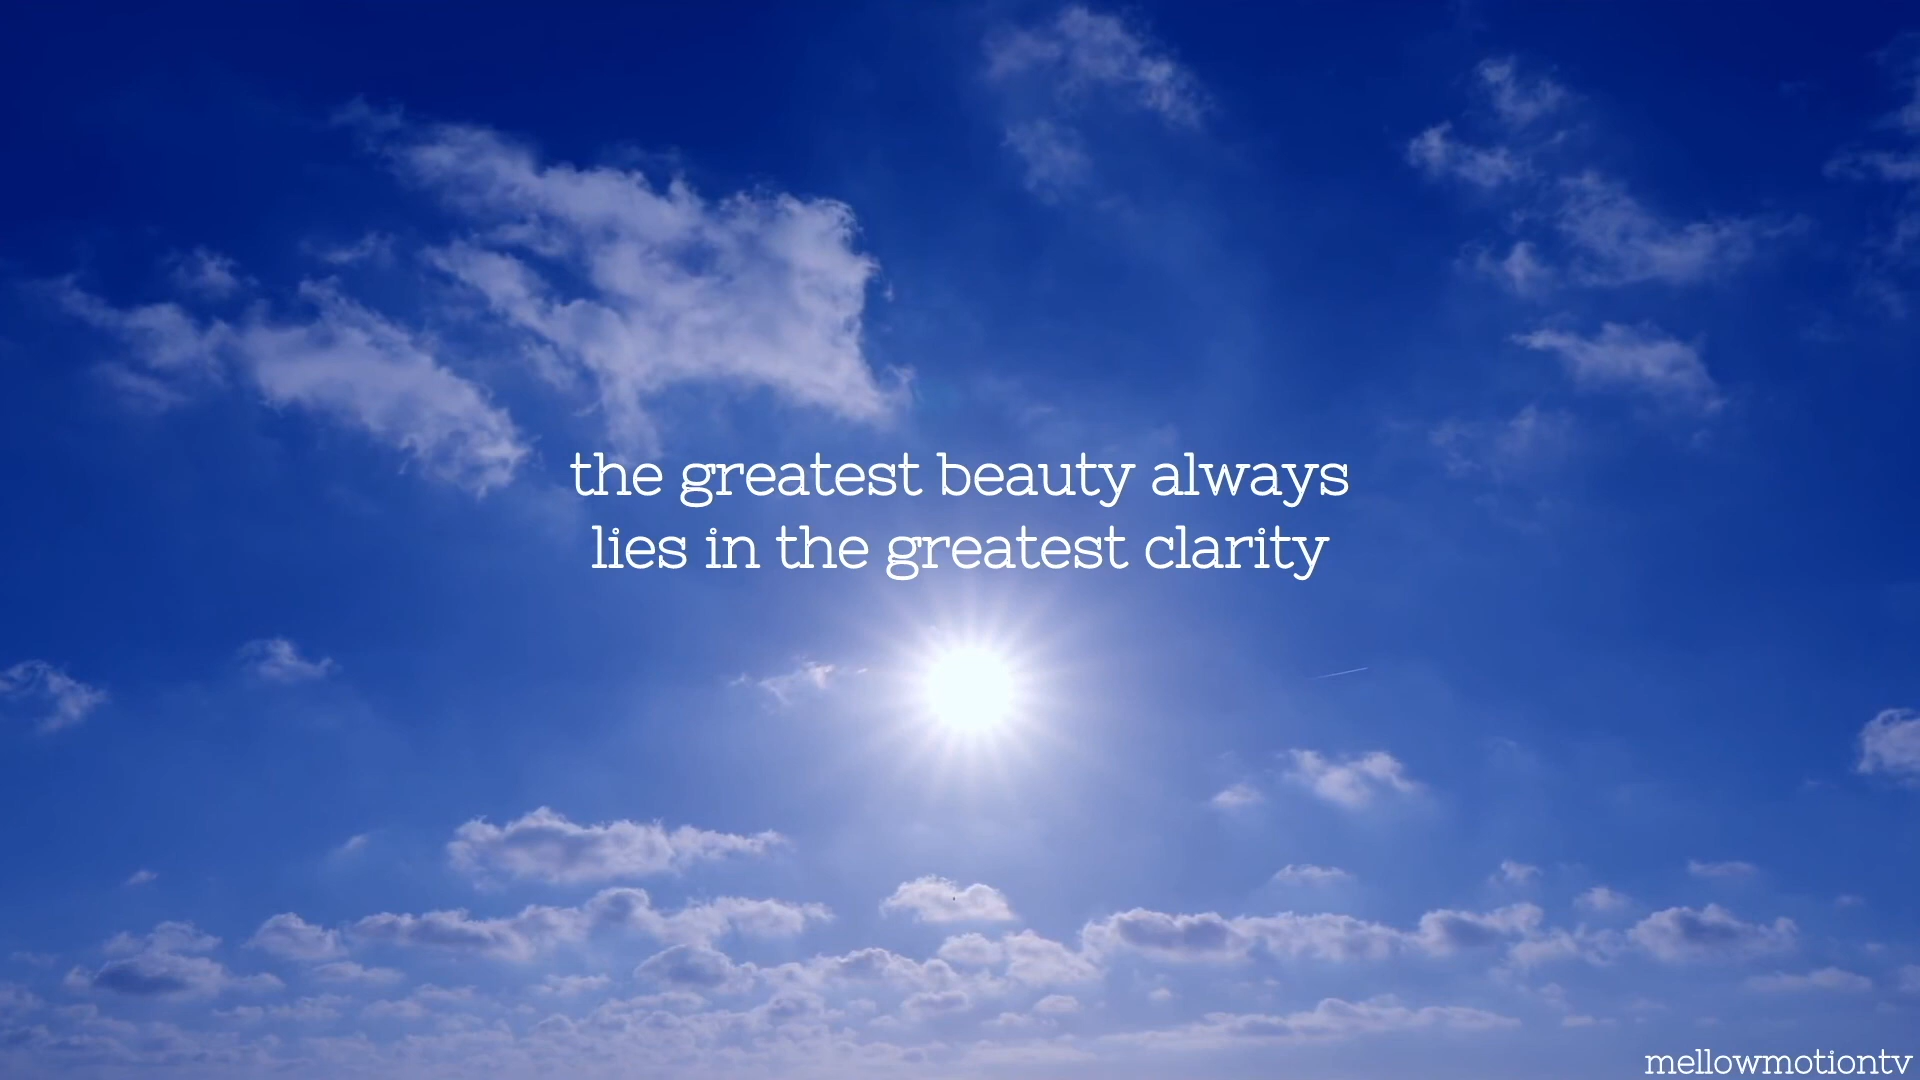 the greatest beauty always
lies in the greatest clarity
mellowmotiontv